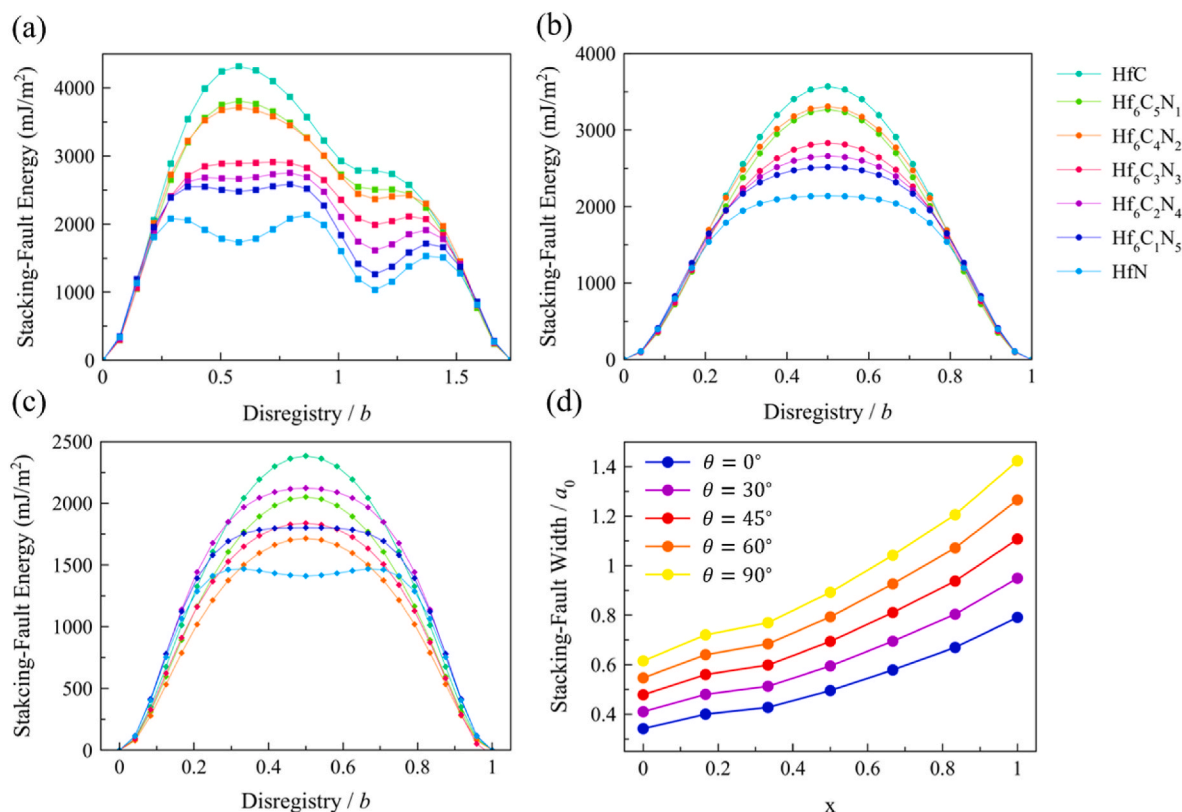 (a)
Stacking-Fault Energy (mJ/m²)
4000
3000
2000
1000
0
0 0.5 1 1.5
Disregistry / b
(b)
Stacking-Fault Energy (mJ/m²)
4000
3000
2000
1000
0
0 0.2 0.4 0.6 0.8 1
Disregistry / b
HfC
Hf₆C₅N₁
Hf₆C₄N₂
Hf₆C₃N₃
Hf₆C₂N₄
Hf₆C₁N₅
HfN
(c)
Stakcing-Fault Energy (mJ/m²)
2500
2000
1500
1000
500
0
0 0.2 0.4 0.6 0.8 1
Disregistry / b
(d)
Stacking-Fault Width / a₀
1.4
1.2
1.0
0.8
0.6
0.4
θ = 0°
θ = 30°
θ = 45°
θ = 60°
θ = 90°
0 0.2 0.4 0.6 0.8 1
x